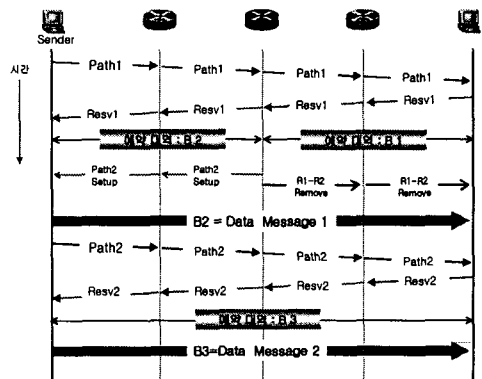 Sender
시간
Path1 Path1 Path1 Path1
Resv1 Resv1 Resv1 Resv1
예약 대역 : B2 예약 대역 : B1
Path2 Setup Path2 Setup R1-R2 Remove R1-R2 Remove
B2 = Data Message 1
Path2 Path2 Path2 Path2
Resv2 Resv2 Resv2 Resv2
예약 대역 : B3
B3=Data Message 2